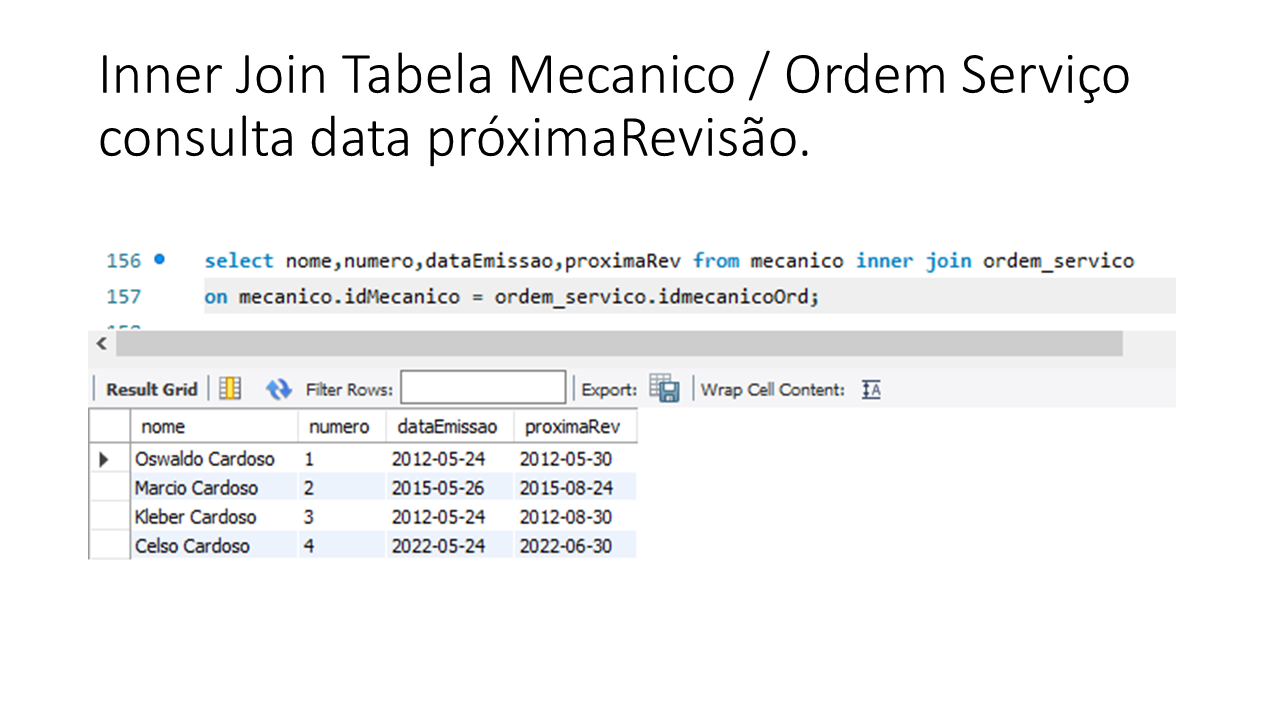 Inner Join Tabela Mecanico / Ordem Serviço
consulta data próximaRevisão.
156 select nome,numero,dataEmissao,proximaRev from mecanico inner join ordem_servico
157 on mecanico.idMecanico = ordem_servico.idmecanicoOrd;
Result Grid Filter Rows: Export: Wrap Cell Content:
nome numero dataEmissao proximaRev
Oswaldo Cardoso 1 2012-05-24 2012-05-30
Marcio Cardoso 2 2015-05-26 2015-08-24
Kleber Cardoso 3 2012-05-24 2012-08-30
Celso Cardoso 4 2022-05-24 2022-06-30